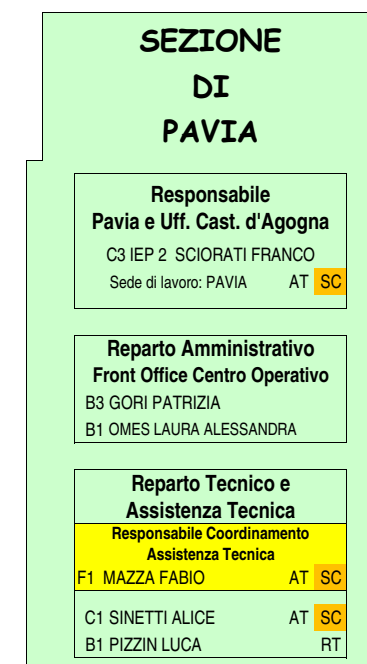 SEZIONE
DI
PAVIA
Responsabile
Pavia e Uff. Cast. d'Agogna
C3 IEP 2 SCIORATI FRANCO
Sede di lavoro: PAVIA AT SC
Reparto Amministrativo
Front Office Centro Operativo
B3 GORI PATRIZIA
B1 OMES LAURA ALESSANDRA
Reparto Tecnico e
Assistenza Tecnica
Responsabile Coordinamento
Assistenza Tecnica
F1 MAZZA FABIO AT SC
C1 SINETTI ALICE AT SC
B1 PIZZIN LUCA RT